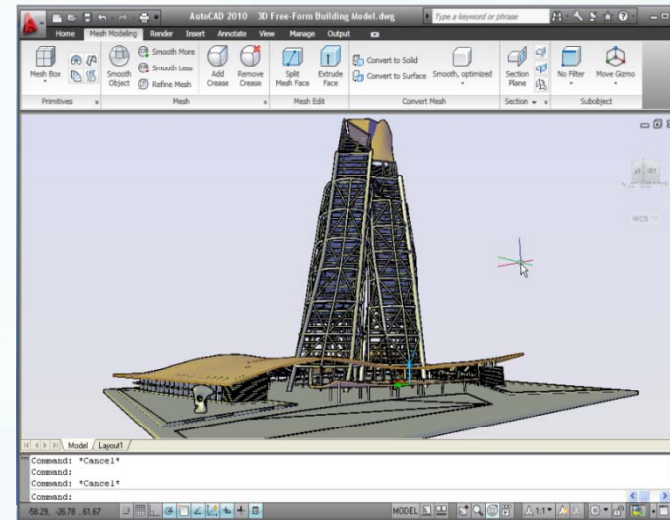 AutoCAD 2010 3D Free-Form Building Model.dwg
Type a keyword or phrase
Home Mesh Modeling Render Insert Annotate View Manage Output
Mesh Box
Smooth Object
Smooth More
Smooth Less
Refine Mesh
Add Crease
Remove Crease
Split Mesh Face
Extrude Face
Convert to Solid
Convert to Surface
Smooth, optimized
Section Plane
No Filter
Move Gizmo
Primitives Mesh Mesh Edit Convert Mesh Section Subobject
WCS
Model Layout1
Command: *Cancel*
Command:
Command: *Cancel*
Command:
-58.29, -26.78 , 61.67 MODEL 1:1